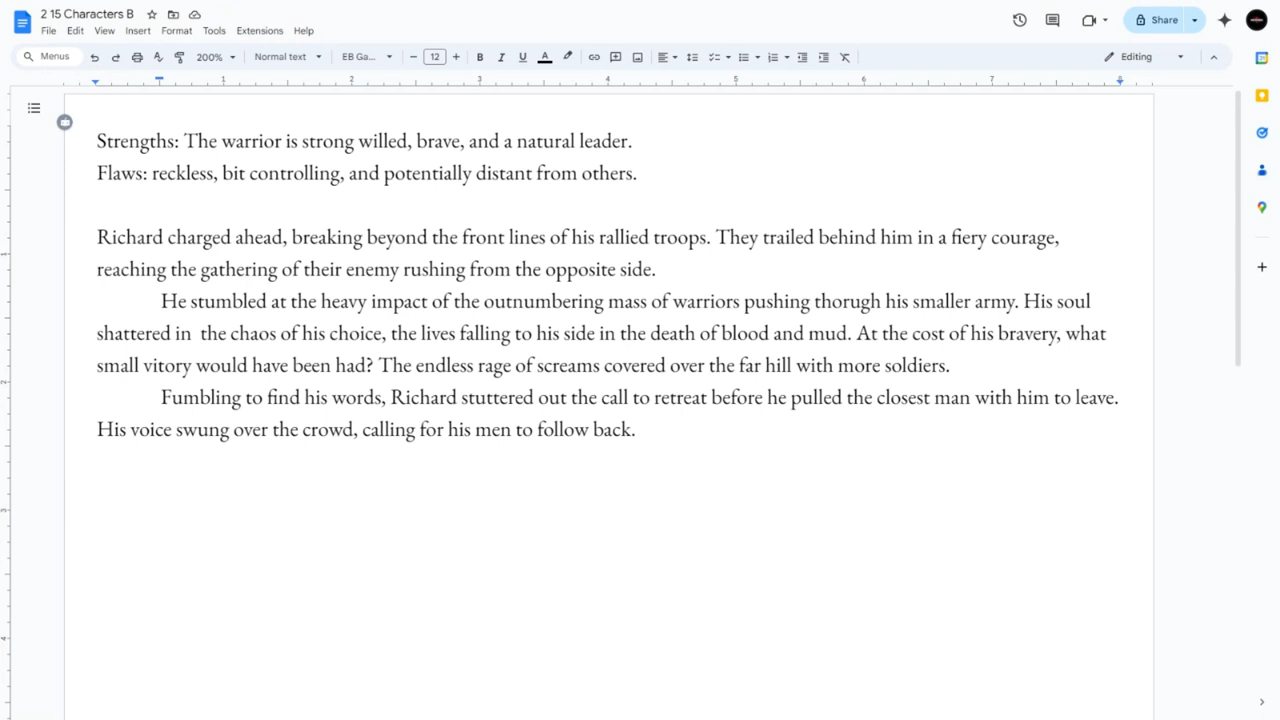 2 15 Characters B
File Edit View Insert Format Tools Extensions Help
Share
Menus
200% Normal text EB Ga... 12 B I U A Editing
1 2 3 4 5 6 7
Strengths: The warrior is strong willed, brave, and a natural leader.
Flaws: reckless, bit controlling, and potentially distant from others.
Richard charged ahead, breaking beyond the front lines of his rallied troops. They trailed behind him in a fiery courage,
reaching the gathering of their enemy rushing from the opposite side.
He stumbled at the heavy impact of the outnumbering mass of warriors pushing thorugh his smaller army. His soul
shattered in  the chaos of his choice, the lives falling to his side in the death of blood and mud. At the cost of his bravery, what
small vitory would have been had? The endless rage of screams covered over the far hill with more soldiers.
Fumbling to find his words, Richard stuttered out the call to retreat before he pulled the closest man with him to leave.
His voice swung over the crowd, calling for his men to follow back.